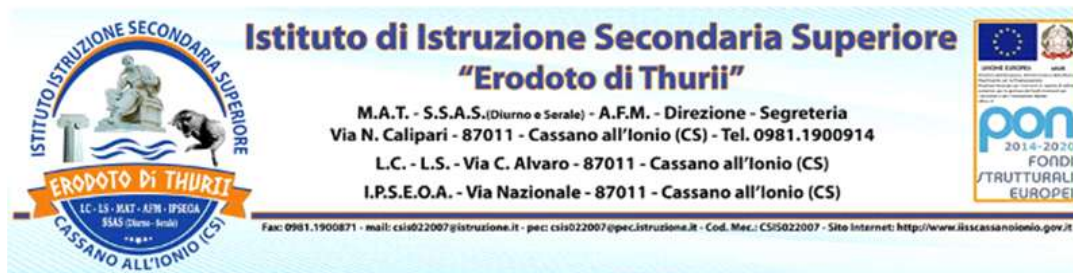 ISTITUTO ISTRUZIONE SECONDARIA SUPERIORE
ERODOTO Di THURII
LC - LS - MAT - AFM - IPSEOA
SSAS (Diurno - Serale)
CASSANO ALL'IONIO (CS)
Istituto di Istruzione Secondaria Superiore
“Erodoto di Thurii”
M.A.T. - S.S.A.S.(Diurno e Serale) - A.F.M. - Direzione - Segreteria
Via N. Calipari - 87011 - Cassano all'Ionio (CS) - Tel. 0981.1900914
L.C. - L.S. - Via C. Alvaro - 87011 - Cassano all'Ionio (CS)
I.P.S.E.O.A. - Via Nazionale - 87011 - Cassano all'Ionio (CS)
Fax: 0981.1900871 - mail: csis022007@istruzione.it - pec: csis022007@pec.istruzione.it - Cod. Mec.: CSIS022007 - Sito Internet: http://www.iisscassanoionio.gov.it
UNIONE EUROPEA
pon
2014-2020
FONDI
STRUTTURALI
EUROPEI